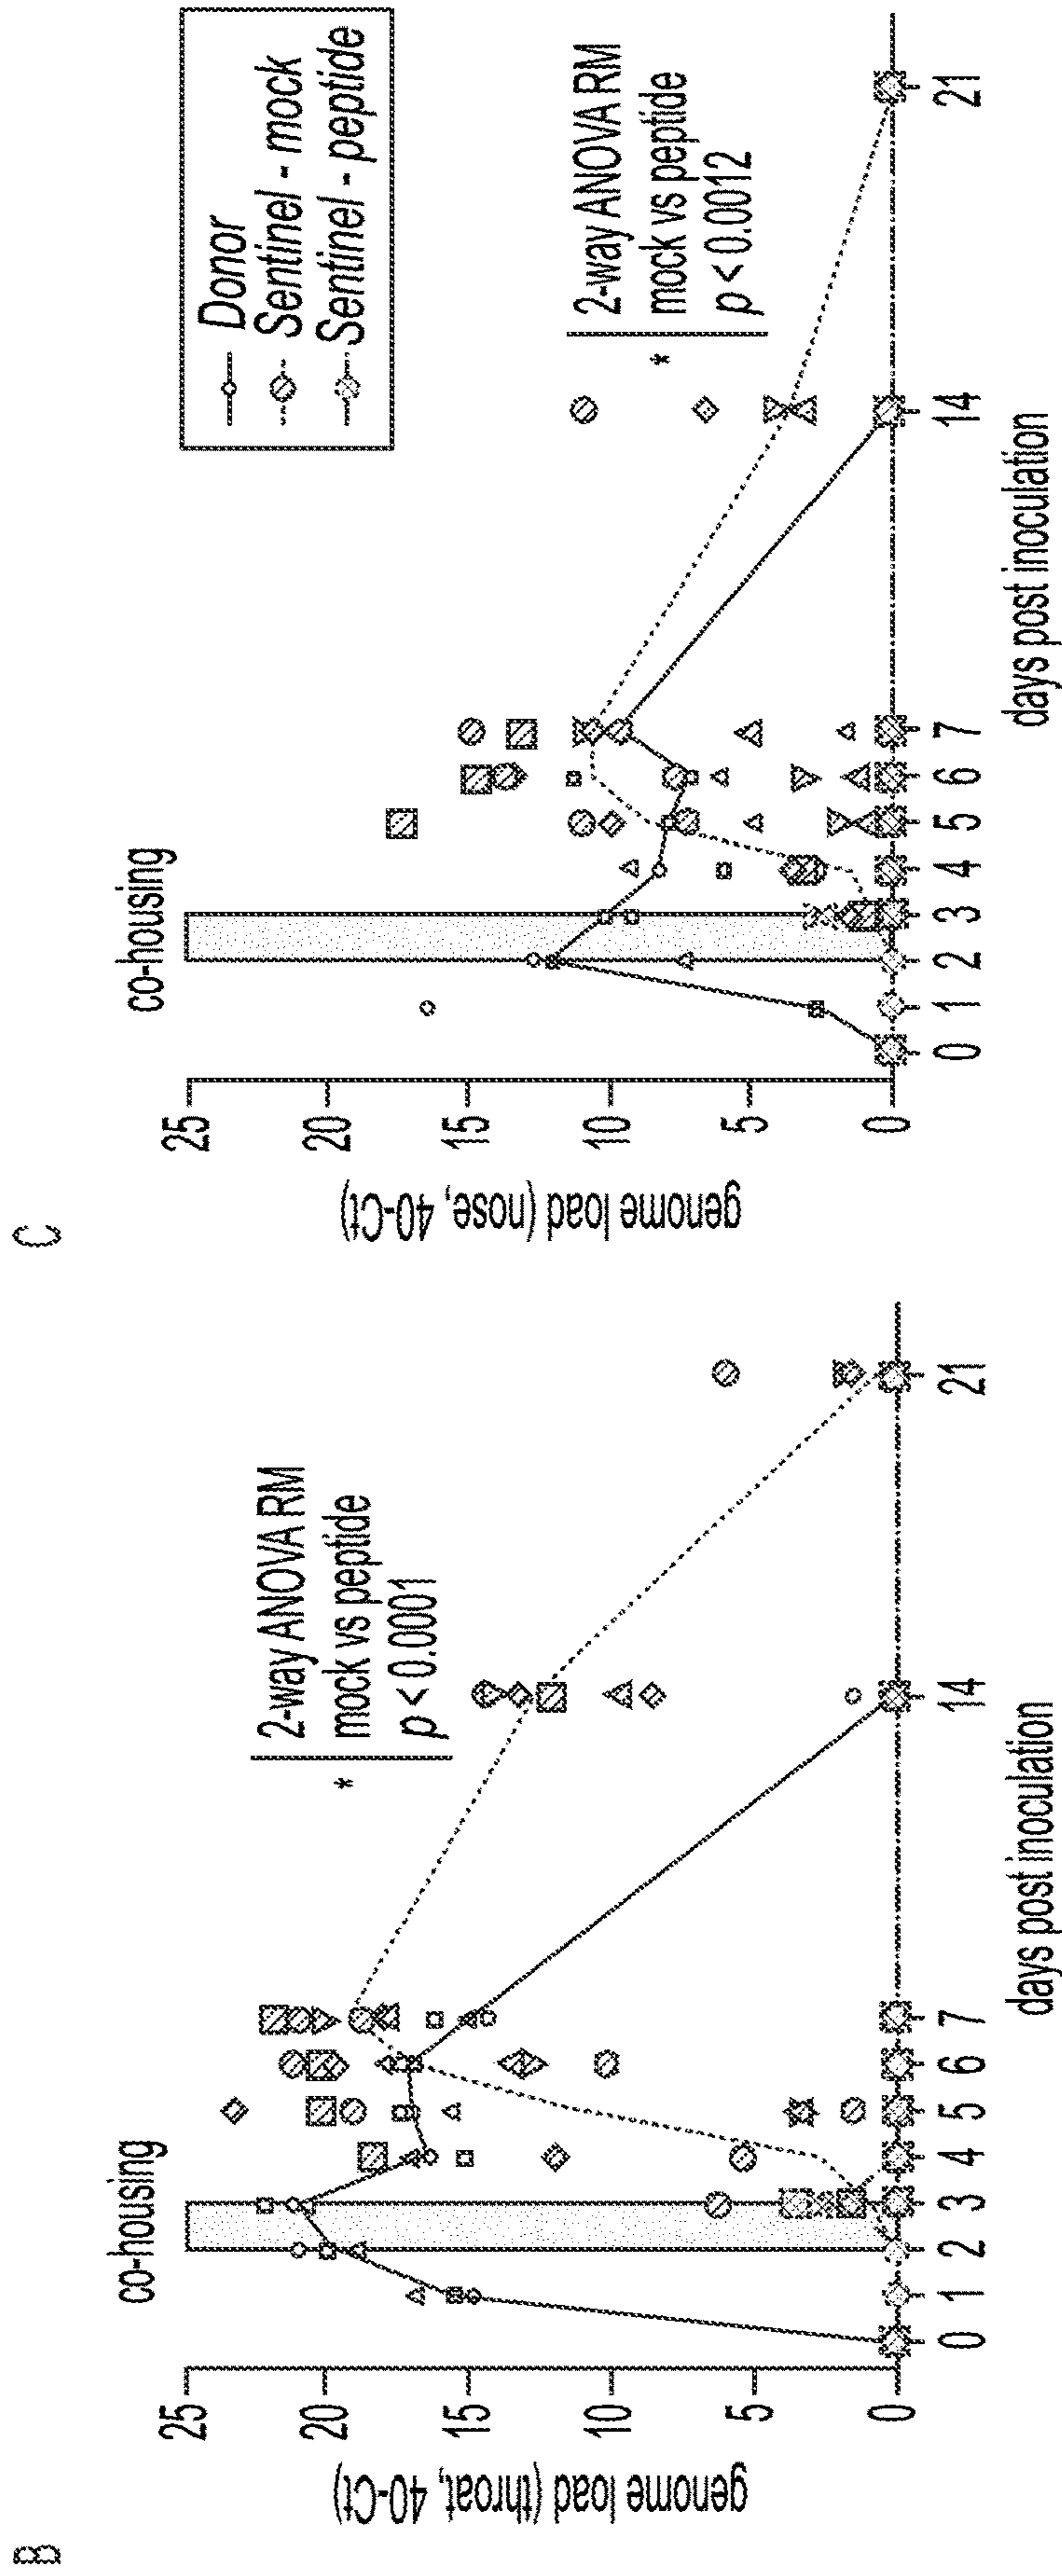 B
co-housing
2-way ANOVA RM
mock vs peptide
p < 0.0001
*
genome load (throat, 40-Ct)
25
20
15
10
5
0
0 1 2 3 4 5 6 7 14 21
days post inoculation
C
co-housing
Donor
Sentinel - mock
Sentinel - peptide
2-way ANOVA RM
mock vs peptide
p < 0.0012
*
genome load (nose, 40-Ct)
25
20
15
10
5
0
0 1 2 3 4 5 6 7 14 21
days post inoculation